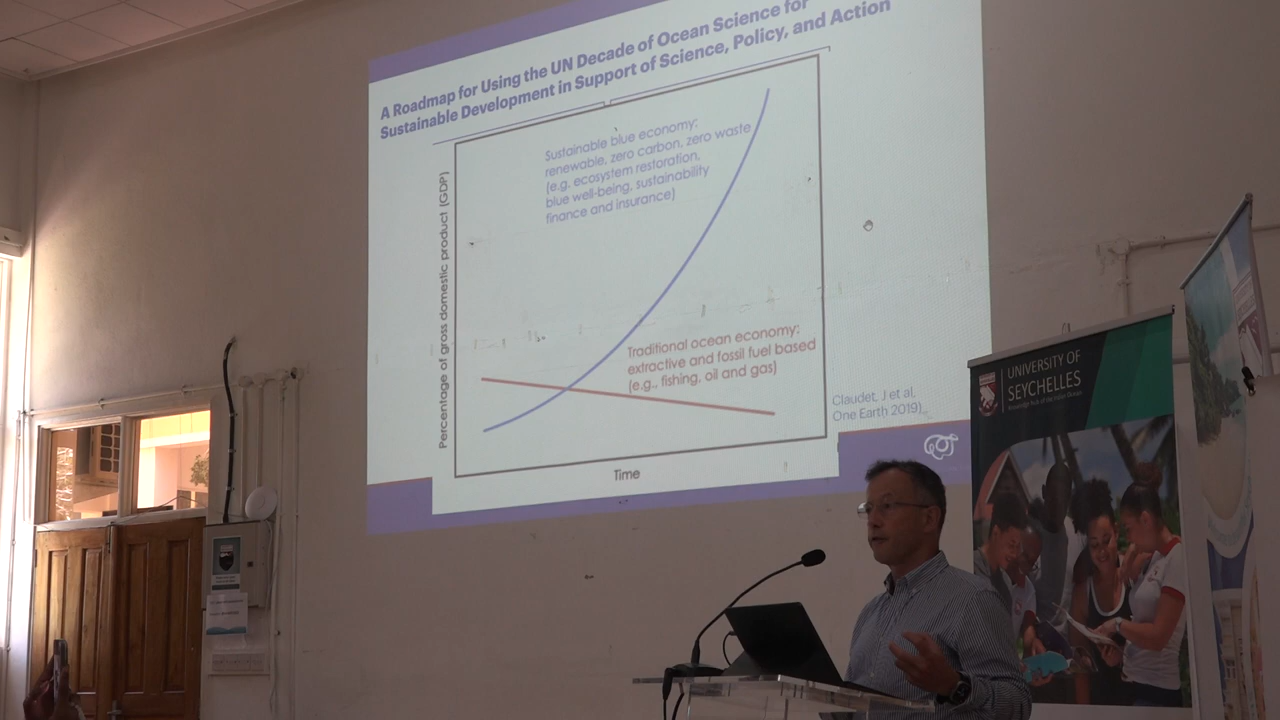 A Roadmap for Using the UN Decade of Ocean Science for
Sustainable Development in Support of Science, Policy, and Action
Percentage of gross domestic product (GDP)
Sustainable blue economy:
renewable, zero carbon, zero waste
(e.g. ecosystem restoration,
blue well-being, sustainability
finance and insurance)
Traditional ocean economy:
extractive and fossil fuel based
(e.g., fishing, oil and gas)
Time
Claudet, J et al,
One Earth 2019)
UNIVERSITY OF
SEYCHELLES